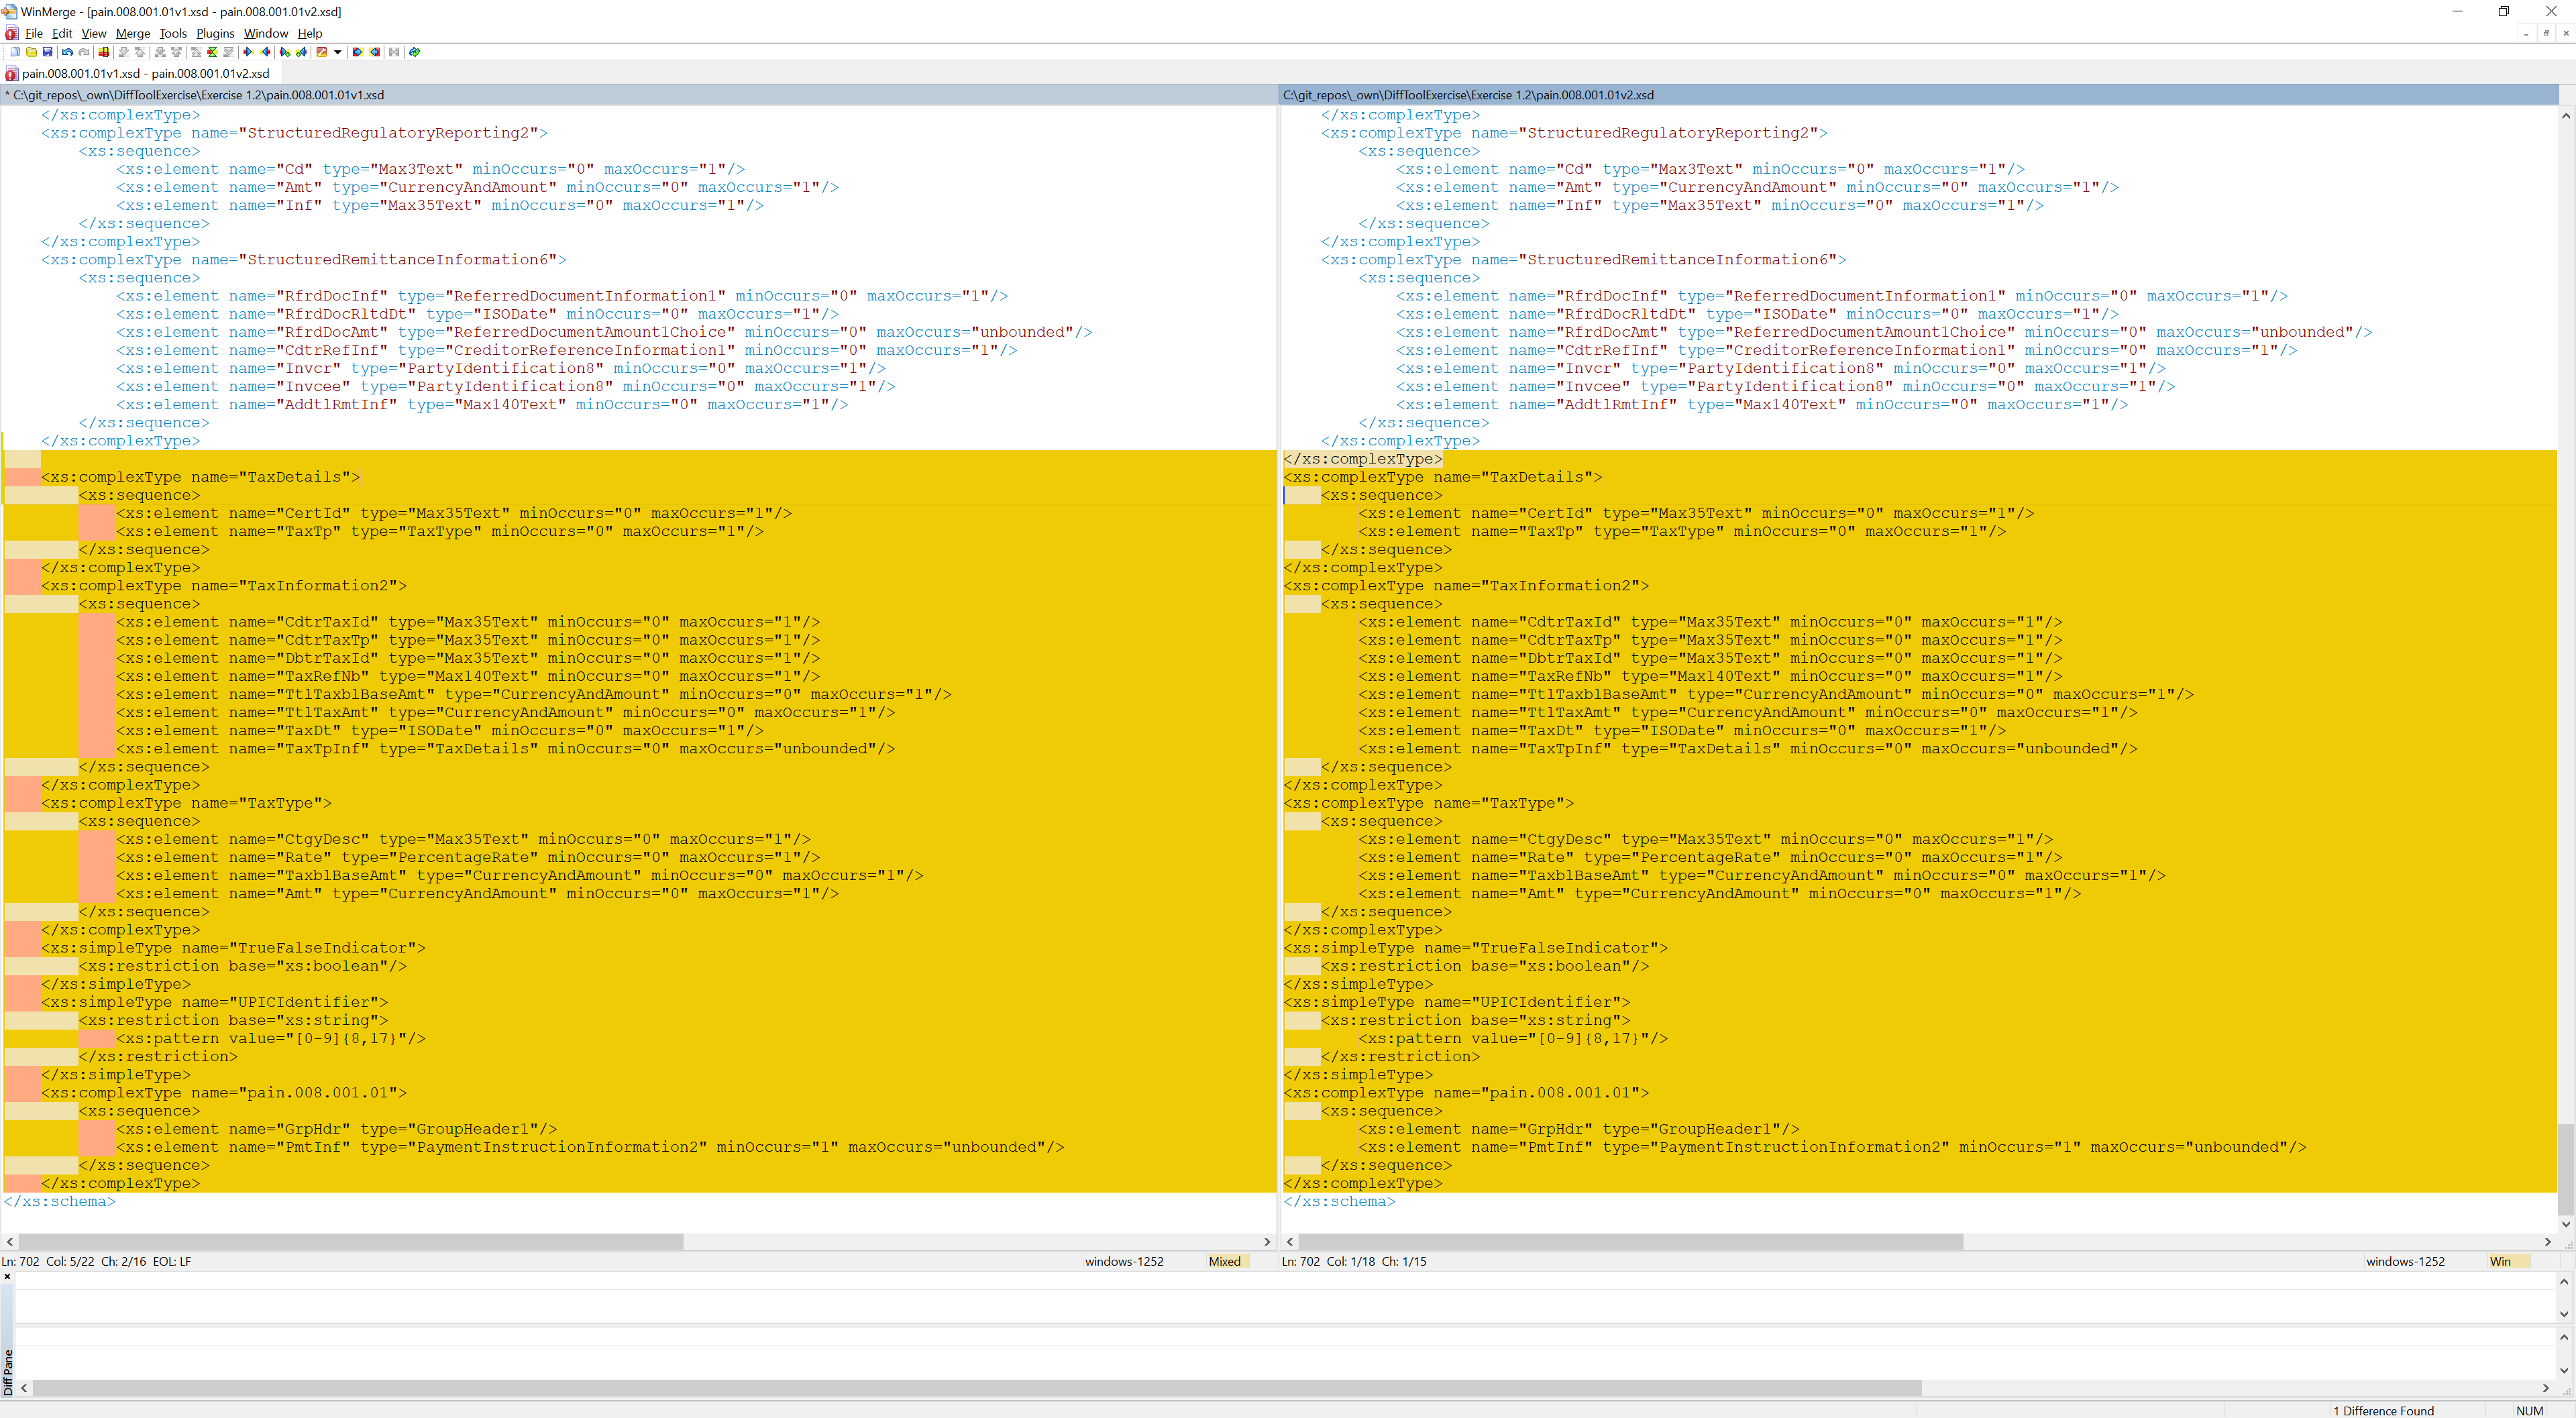 WinMerge - [pain.008.001.01v1.xsd - pain.008.001.01v2.xsd]
File Edit View Merge Tools Plugins Window Help
pain.008.001.01v1.xsd - pain.008.001.01v2.xsd
* C:\git_repos\_own\DiffToolExercise\Exercise 1.2\pain.008.001.01v1.xsd
</xs:complexType>
<xs:complexType name="StructuredRegulatoryReporting2">
<xs:sequence>
<xs:element name="Cd" type="Max3Text" minOccurs="0" maxOccurs="1"/>
<xs:element name="Amt" type="CurrencyAndAmount" minOccurs="0" maxOccurs="1"/>
<xs:element name="Inf" type="Max35Text" minOccurs="0" maxOccurs="1"/>
</xs:sequence>
</xs:complexType>
<xs:complexType name="StructuredRemittanceInformation6">
<xs:sequence>
<xs:element name="RfrdDocInf" type="ReferredDocumentInformation1" minOccurs="0" maxOccurs="1"/>
<xs:element name="RfrdDocRltdDt" type="ISODate" minOccurs="0" maxOccurs="1"/>
<xs:element name="RfrdDocAmt" type="ReferredDocumentAmount1Choice" minOccurs="0" maxOccurs="unbounded"/>
<xs:element name="CdtrRefInf" type="CreditorReferenceInformation1" minOccurs="0" maxOccurs="1"/>
<xs:element name="Invcr" type="PartyIdentification8" minOccurs="0" maxOccurs="1"/>
<xs:element name="Invcee" type="PartyIdentification8" minOccurs="0" maxOccurs="1"/>
<xs:element name="AddtlRmtInf" type="Max140Text" minOccurs="0" maxOccurs="1"/>
</xs:sequence>
</xs:complexType>
<xs:complexType name="TaxDetails">
<xs:sequence>
<xs:element name="CertId" type="Max35Text" minOccurs="0" maxOccurs="1"/>
<xs:element name="TaxTp" type="TaxType" minOccurs="0" maxOccurs="1"/>
</xs:sequence>
</xs:complexType>
<xs:complexType name="TaxInformation2">
<xs:sequence>
<xs:element name="CdtrTaxId" type="Max35Text" minOccurs="0" maxOccurs="1"/>
<xs:element name="CdtrTaxTp" type="Max35Text" minOccurs="0" maxOccurs="1"/>
<xs:element name="DbtrTaxId" type="Max35Text" minOccurs="0" maxOccurs="1"/>
<xs:element name="TaxRefNb" type="Max140Text" minOccurs="0" maxOccurs="1"/>
<xs:element name="TtlTaxblBaseAmt" type="CurrencyAndAmount" minOccurs="0" maxOccurs="1"/>
<xs:element name="TtlTaxAmt" type="CurrencyAndAmount" minOccurs="0" maxOccurs="1"/>
<xs:element name="TaxDt" type="ISODate" minOccurs="0" maxOccurs="1"/>
<xs:element name="TaxTpInf" type="TaxDetails" minOccurs="0" maxOccurs="unbounded"/>
</xs:sequence>
</xs:complexType>
<xs:complexType name="TaxType">
<xs:sequence>
<xs:element name="CtgyDesc" type="Max35Text" minOccurs="0" maxOccurs="1"/>
<xs:element name="Rate" type="PercentageRate" minOccurs="0" maxOccurs="1"/>
<xs:element name="TaxblBaseAmt" type="CurrencyAndAmount" minOccurs="0" maxOccurs="1"/>
<xs:element name="Amt" type="CurrencyAndAmount" minOccurs="0" maxOccurs="1"/>
</xs:sequence>
</xs:complexType>
<xs:simpleType name="TrueFalseIndicator">
<xs:restriction base="xs:boolean"/>
</xs:simpleType>
<xs:simpleType name="UPICIdentifier">
<xs:restriction base="xs:string">
<xs:pattern value="[0-9]{8,17}"/>
</xs:restriction>
</xs:simpleType>
<xs:complexType name="pain.008.001.01">
<xs:sequence>
<xs:element name="GrpHdr" type="GroupHeader1"/>
<xs:element name="PmtInf" type="PaymentInstructionInformation2" minOccurs="1" maxOccurs="unbounded"/>
</xs:sequence>
</xs:complexType>
</xs:schema>
Ln: 702 Col: 5/22 Ch: 2/16 EOL: LF windows-1252 Mixed
C:\git_repos\_own\DiffToolExercise\Exercise 1.2\pain.008.001.01v2.xsd
</xs:complexType>
<xs:complexType name="StructuredRegulatoryReporting2">
<xs:sequence>
<xs:element name="Cd" type="Max3Text" minOccurs="0" maxOccurs="1"/>
<xs:element name="Amt" type="CurrencyAndAmount" minOccurs="0" maxOccurs="1"/>
<xs:element name="Inf" type="Max35Text" minOccurs="0" maxOccurs="1"/>
</xs:sequence>
</xs:complexType>
<xs:complexType name="StructuredRemittanceInformation6">
<xs:sequence>
<xs:element name="RfrdDocInf" type="ReferredDocumentInformation1" minOccurs="0" maxOccurs="1"/>
<xs:element name="RfrdDocRltdDt" type="ISODate" minOccurs="0" maxOccurs="1"/>
<xs:element name="RfrdDocAmt" type="ReferredDocumentAmount1Choice" minOccurs="0" maxOccurs="unbounded"/>
<xs:element name="CdtrRefInf" type="CreditorReferenceInformation1" minOccurs="0" maxOccurs="1"/>
<xs:element name="Invcr" type="PartyIdentification8" minOccurs="0" maxOccurs="1"/>
<xs:element name="Invcee" type="PartyIdentification8" minOccurs="0" maxOccurs="1"/>
<xs:element name="AddtlRmtInf" type="Max140Text" minOccurs="0" maxOccurs="1"/>
</xs:sequence>
</xs:complexType>
</xs:complexType>
<xs:complexType name="TaxDetails">
<xs:sequence>
<xs:element name="CertId" type="Max35Text" minOccurs="0" maxOccurs="1"/>
<xs:element name="TaxTp" type="TaxType" minOccurs="0" maxOccurs="1"/>
</xs:sequence>
</xs:complexType>
<xs:complexType name="TaxInformation2">
<xs:sequence>
<xs:element name="CdtrTaxId" type="Max35Text" minOccurs="0" maxOccurs="1"/>
<xs:element name="CdtrTaxTp" type="Max35Text" minOccurs="0" maxOccurs="1"/>
<xs:element name="DbtrTaxId" type="Max35Text" minOccurs="0" maxOccurs="1"/>
<xs:element name="TaxRefNb" type="Max140Text" minOccurs="0" maxOccurs="1"/>
<xs:element name="TtlTaxblBaseAmt" type="CurrencyAndAmount" minOccurs="0" maxOccurs="1"/>
<xs:element name="TtlTaxAmt" type="CurrencyAndAmount" minOccurs="0" maxOccurs="1"/>
<xs:element name="TaxDt" type="ISODate" minOccurs="0" maxOccurs="1"/>
<xs:element name="TaxTpInf" type="TaxDetails" minOccurs="0" maxOccurs="unbounded"/>
</xs:sequence>
</xs:complexType>
<xs:complexType name="TaxType">
<xs:sequence>
<xs:element name="CtgyDesc" type="Max35Text" minOccurs="0" maxOccurs="1"/>
<xs:element name="Rate" type="PercentageRate" minOccurs="0" maxOccurs="1"/>
<xs:element name="TaxblBaseAmt" type="CurrencyAndAmount" minOccurs="0" maxOccurs="1"/>
<xs:element name="Amt" type="CurrencyAndAmount" minOccurs="0" maxOccurs="1"/>
</xs:sequence>
</xs:complexType>
<xs:simpleType name="TrueFalseIndicator">
<xs:restriction base="xs:boolean"/>
</xs:simpleType>
<xs:simpleType name="UPICIdentifier">
<xs:restriction base="xs:string">
<xs:pattern value="[0-9]{8,17}"/>
</xs:restriction>
</xs:simpleType>
<xs:complexType name="pain.008.001.01">
<xs:sequence>
<xs:element name="GrpHdr" type="GroupHeader1"/>
<xs:element name="PmtInf" type="PaymentInstructionInformation2" minOccurs="1" maxOccurs="unbounded"/>
</xs:sequence>
</xs:complexType>
</xs:schema>
Ln: 702 Col: 1/18 Ch: 1/15 windows-1252 Win
Diff Pane
1 Difference Found NUM